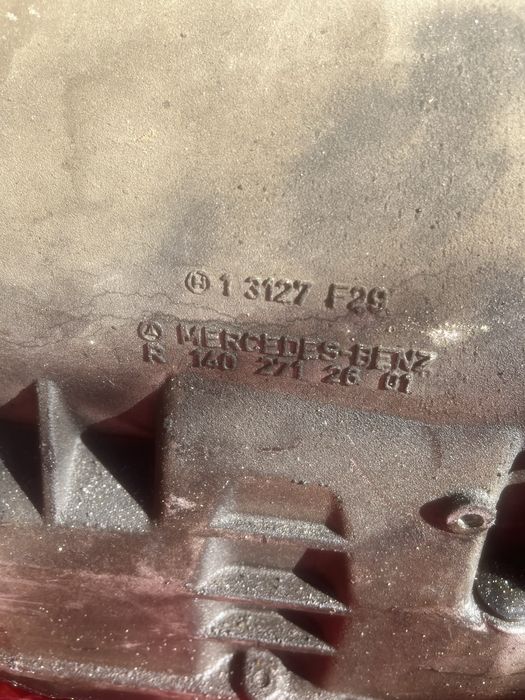 H 1 3127 F29
MERCEDES-BENZ
R 140 271 26 01